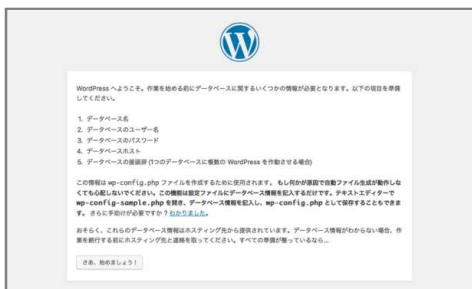 WordPress へようこそ。作業を始める前にデータベースに関するいくつかの情報が必要となります。以下の項目を準備
してください。
1. データベース名
2. データベースのユーザー名
3. データベースのパスワード
4. データベースホスト
5. データベースの接頭辞 (1つのデータベースに複数の WordPress を作動させる場合)
この情報は wp-config.php ファイルを作成するために使用されます。 もし何かが原因で自動ファイル生成が動作しな
くても心配しないでください。この機能は設定ファイルにデータベース情報を記入するだけです。テキストエディターで
wp-config-sample.php を開き、データベース情報を記入し、wp-config.php として保存することもできま
す。 さらに手助けが必要ですか ? わかりました。
おそらく、これらのデータベース情報はホスティング先から提供されています。データベース情報がわからない場合、作
業を続行する前にホスティング先と連絡を取ってください。すべての準備が整っているなら…
さあ、始めましょう !